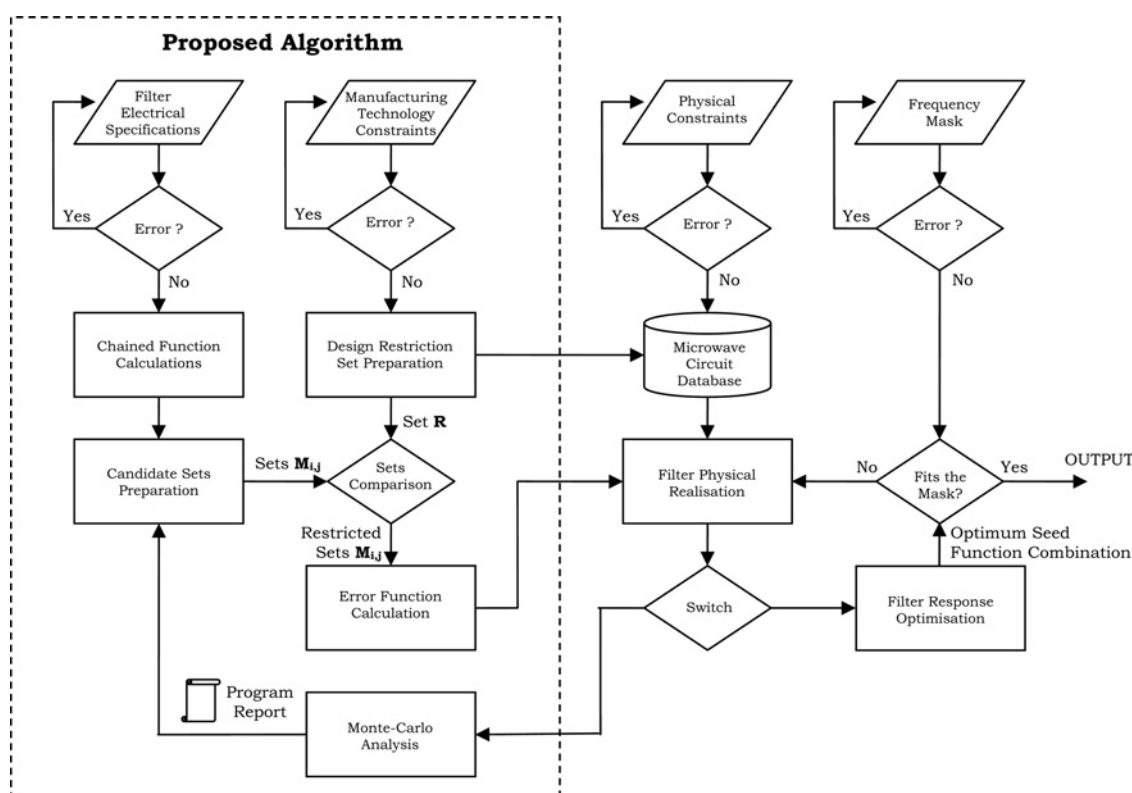 Proposed Algorithm
Filter
Electrical
Specifications
Manufacturing
Technology
Constraints
Physical
Constraints
Frequency
Mask
Yes
Error ?
No
Yes
Error ?
No
Yes
Error ?
No
Yes
Error ?
No
Chained Function
Calculations
Design Restriction
Set Preparation
Microwave
Circuit
Database
Set R
Candidate Sets
Preparation
Sets Mi,j
Sets
Comparison
Filter Physical
Realisation
No
Fits the
Mask?
Yes
OUTPUT
Restricted
Sets Mi,j
Optimum Seed
Function Combination
Error Function
Calculation
Switch
Filter Response
Optimisation
Program
Report
Monte-Carlo
Analysis